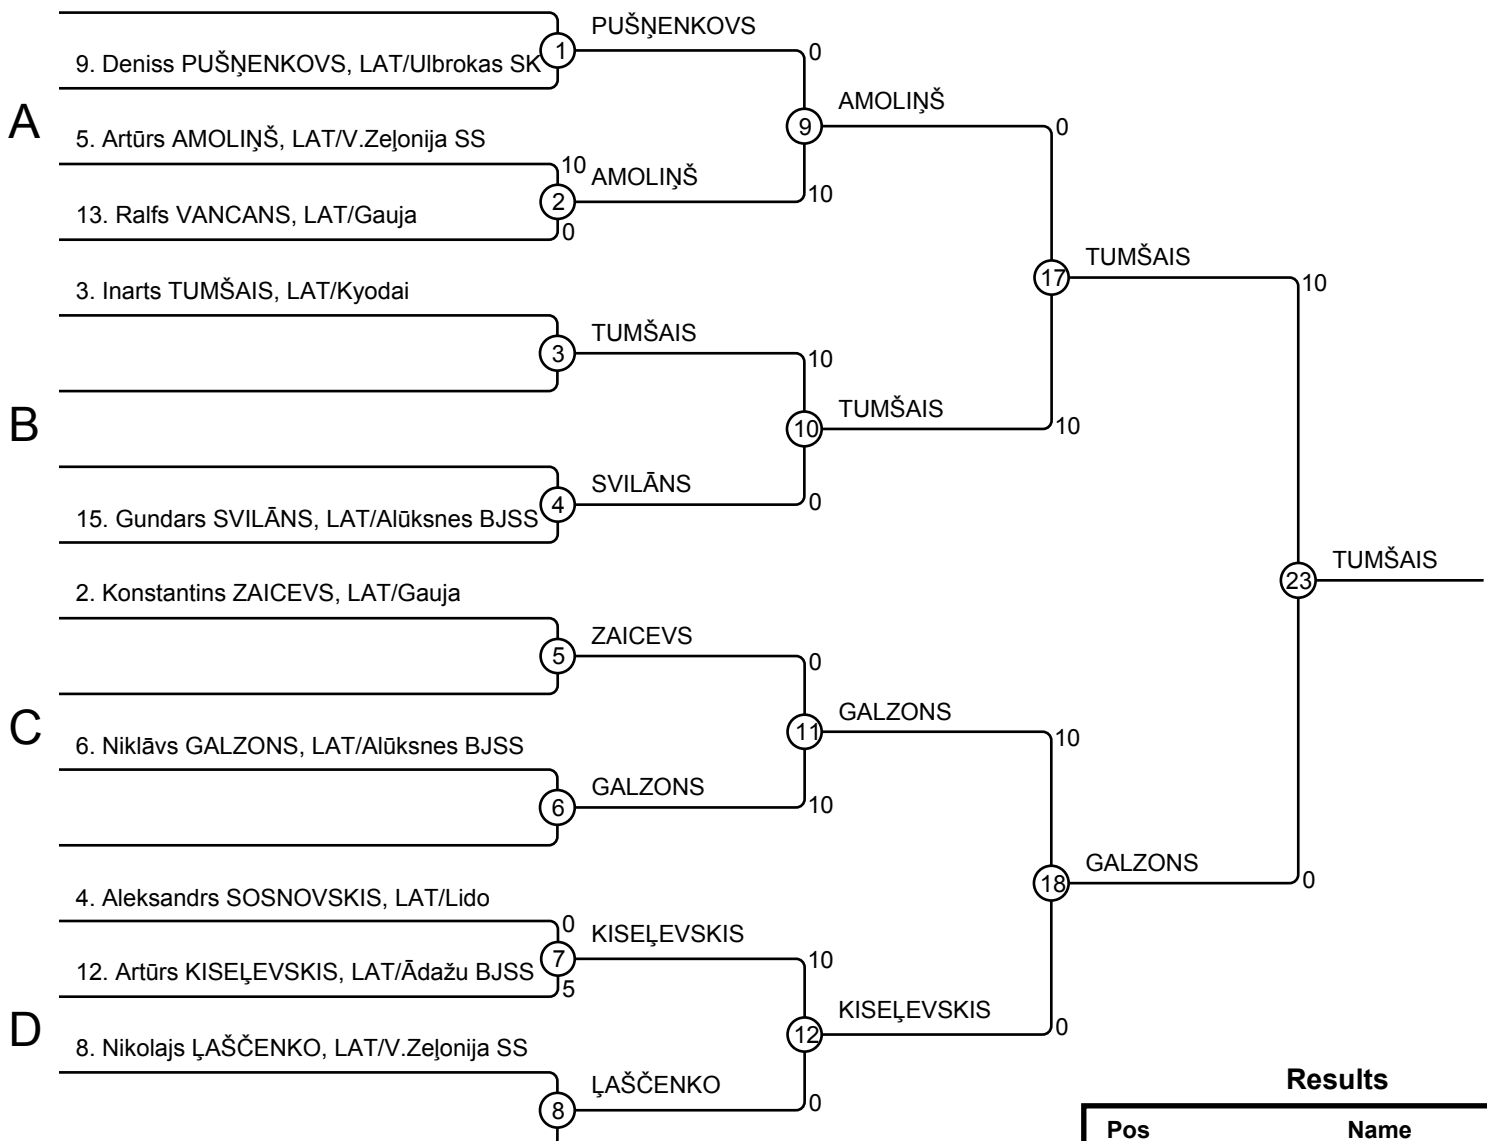 PUŠŅENKOVS
1
0
9. Deniss PUŠŅENKOVS, LAT/Ulbrokas SK
A
AMOLIŅŠ
9
0
5. Artūrs AMOLIŅŠ, LAT/V.Zeļonija SS
10
AMOLIŅŠ
2
10
13. Ralfs VANCANS, LAT/Gauja
0
TUMŠAIS
17
10
3. Inarts TUMŠAIS, LAT/Kyodai
TUMŠAIS
3
10
B
TUMŠAIS
10
10
SVILĀNS
4
0
15. Gundars SVILĀNS, LAT/Alūksnes BJSS
TUMŠAIS
23
2. Konstantins ZAICEVS, LAT/Gauja
ZAICEVS
5
0
C
GALZONS
11
10
6. Niklāvs GALZONS, LAT/Alūksnes BJSS
GALZONS
6
10
GALZONS
18
0
4. Aleksandrs SOSNOVSKIS, LAT/Lido
0
KISEĻEVSKIS
7
10
12. Artūrs KISEĻEVSKIS, LAT/Ādažu BJSS
5
D
KISEĻEVSKIS
12
0
8. Nikolajs ĻAŠČENKO, LAT/V.Zeļonija SS
ĻAŠČENKO
8
0
Results
Pos Name